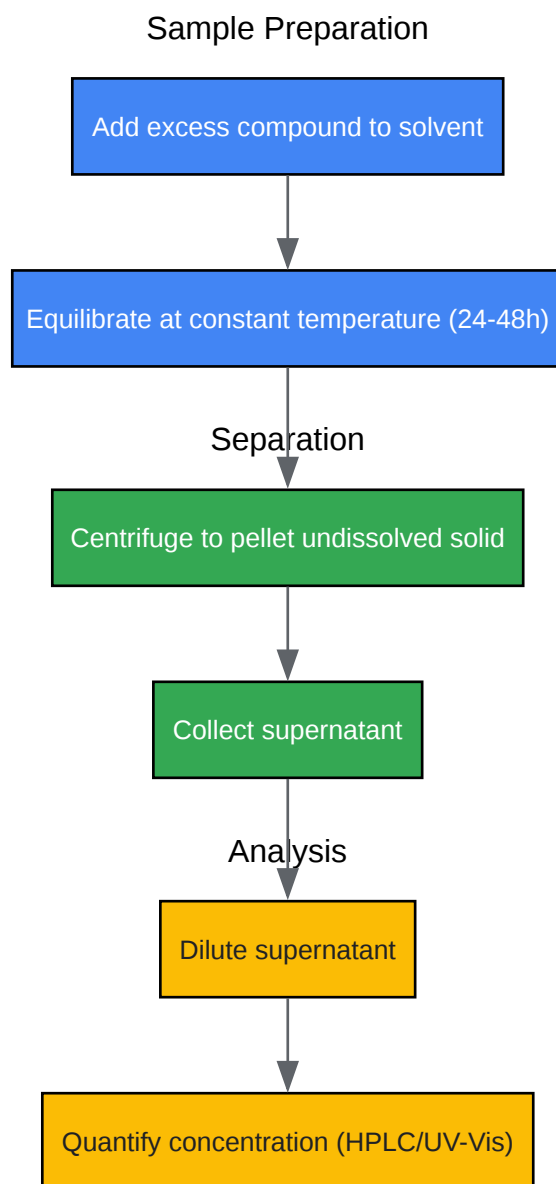 Sample Preparation
Add excess compound to solvent
Equilibrate at constant temperature (24-48h)
Separation
Centrifuge to pellet undissolved solid
Collect supernatant
Analysis
Dilute supernatant
Quantify concentration (HPLC/UV-Vis)